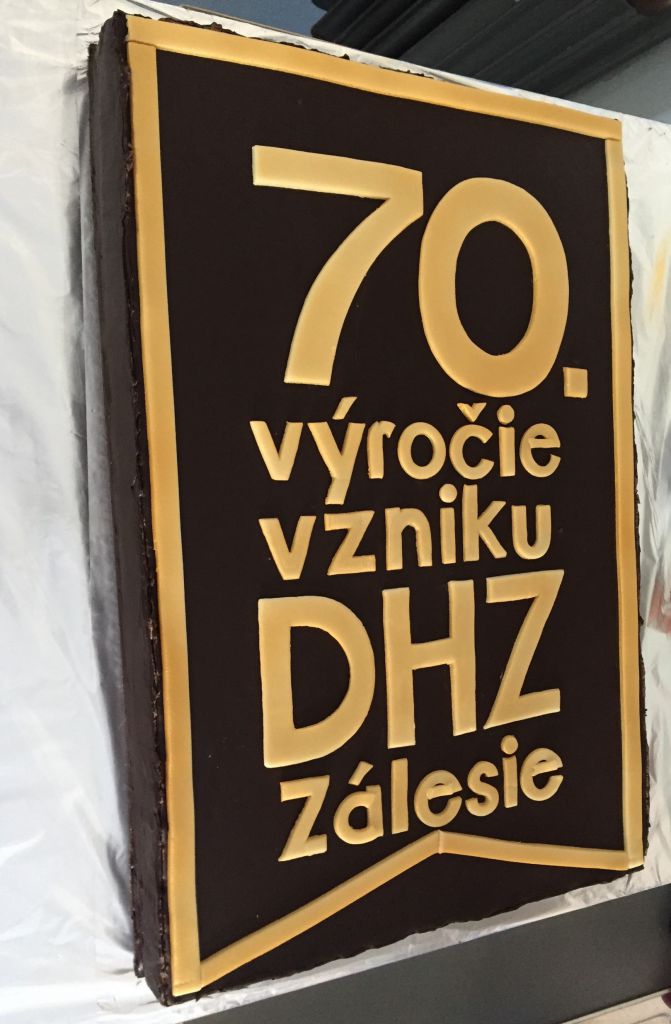 70.
výročie
vzniku
DHZ
Zálesie